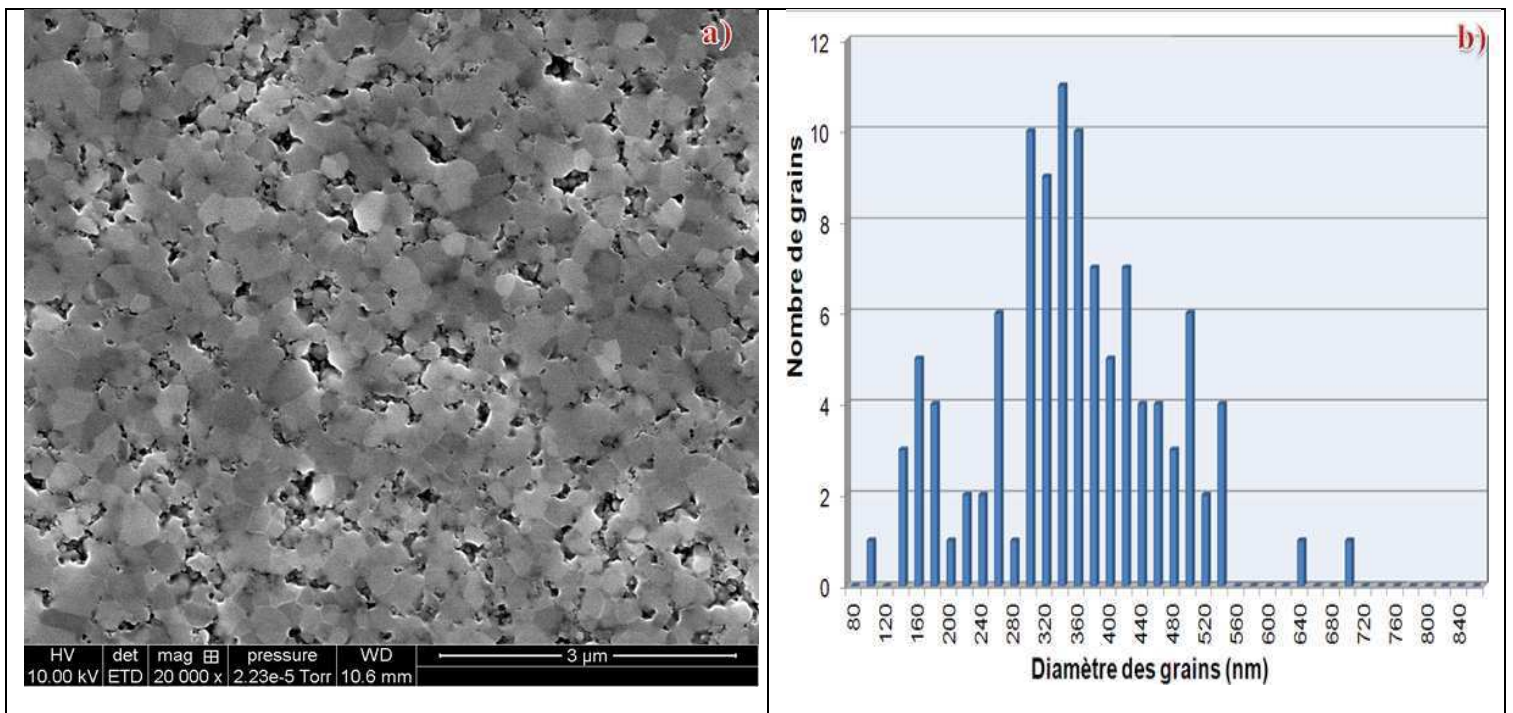 a)
HV det mag pressure WD
10.00 kV ETD 20 000 x 2.23e-5 Torr 10.6 mm
3 µm
b)
Nombre de grains
12
10
8
6
4
2
0
80 120 160 200 240 280 320 360 400 440 480 520 560 600 640 680 720 760 800 840
Diamètre des grains (nm)